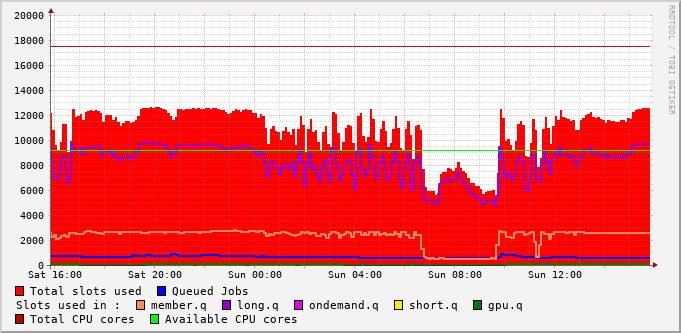 20000
18000
16000
14000
12000
10000
8000
6000
4000
2000
0
Sat 16:00 Sat 20:00 Sun 00:00 Sun 04:00 Sun 08:00 Sun 12:00
RRDTOOL / TOBI OETIKER
Total slots used Queued Jobs
Slots used in : member.q long.q ondemand.q short.q gpu.q
Total CPU cores Available CPU cores